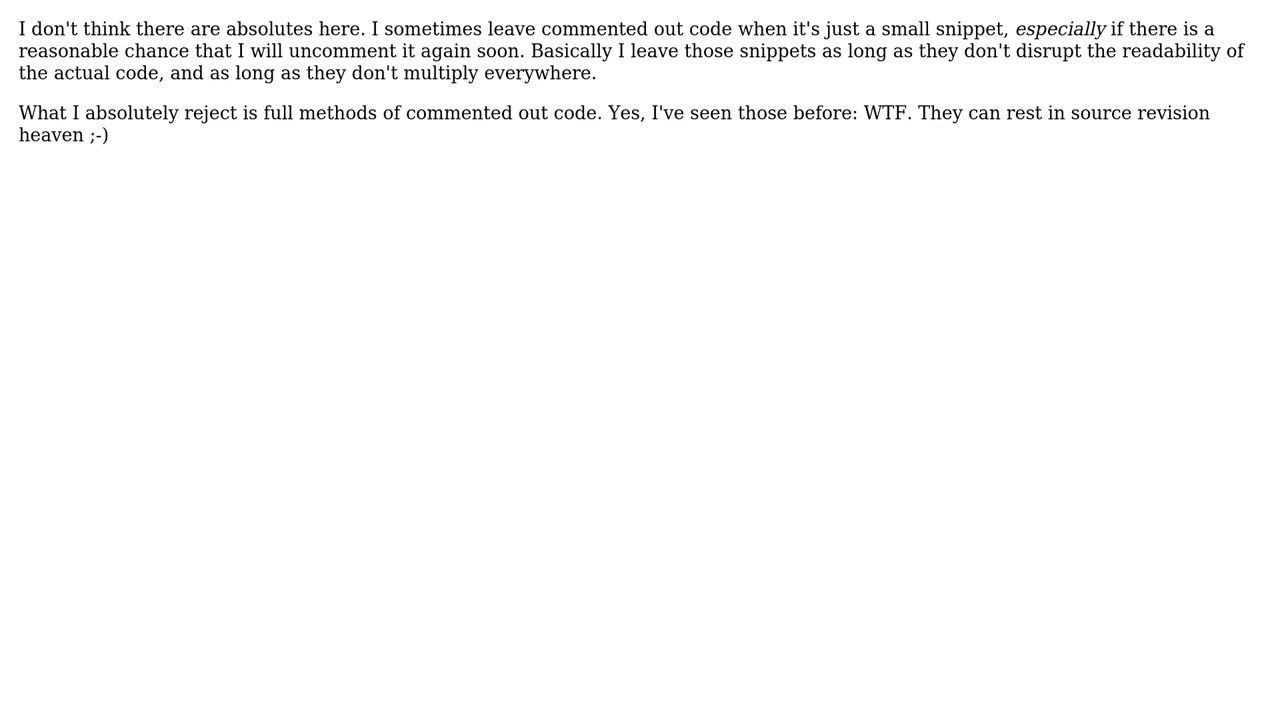 I don't think there are absolutes here. I sometimes leave commented out code when it's just a small snippet, especially if there is a
reasonable chance that I will uncomment it again soon. Basically I leave those snippets as long as they don't disrupt the readability of
the actual code, and as long as they don't multiply everywhere.
What I absolutely reject is full methods of commented out code. Yes, I've seen those before: WTF. They can rest in source revision
heaven ;-)